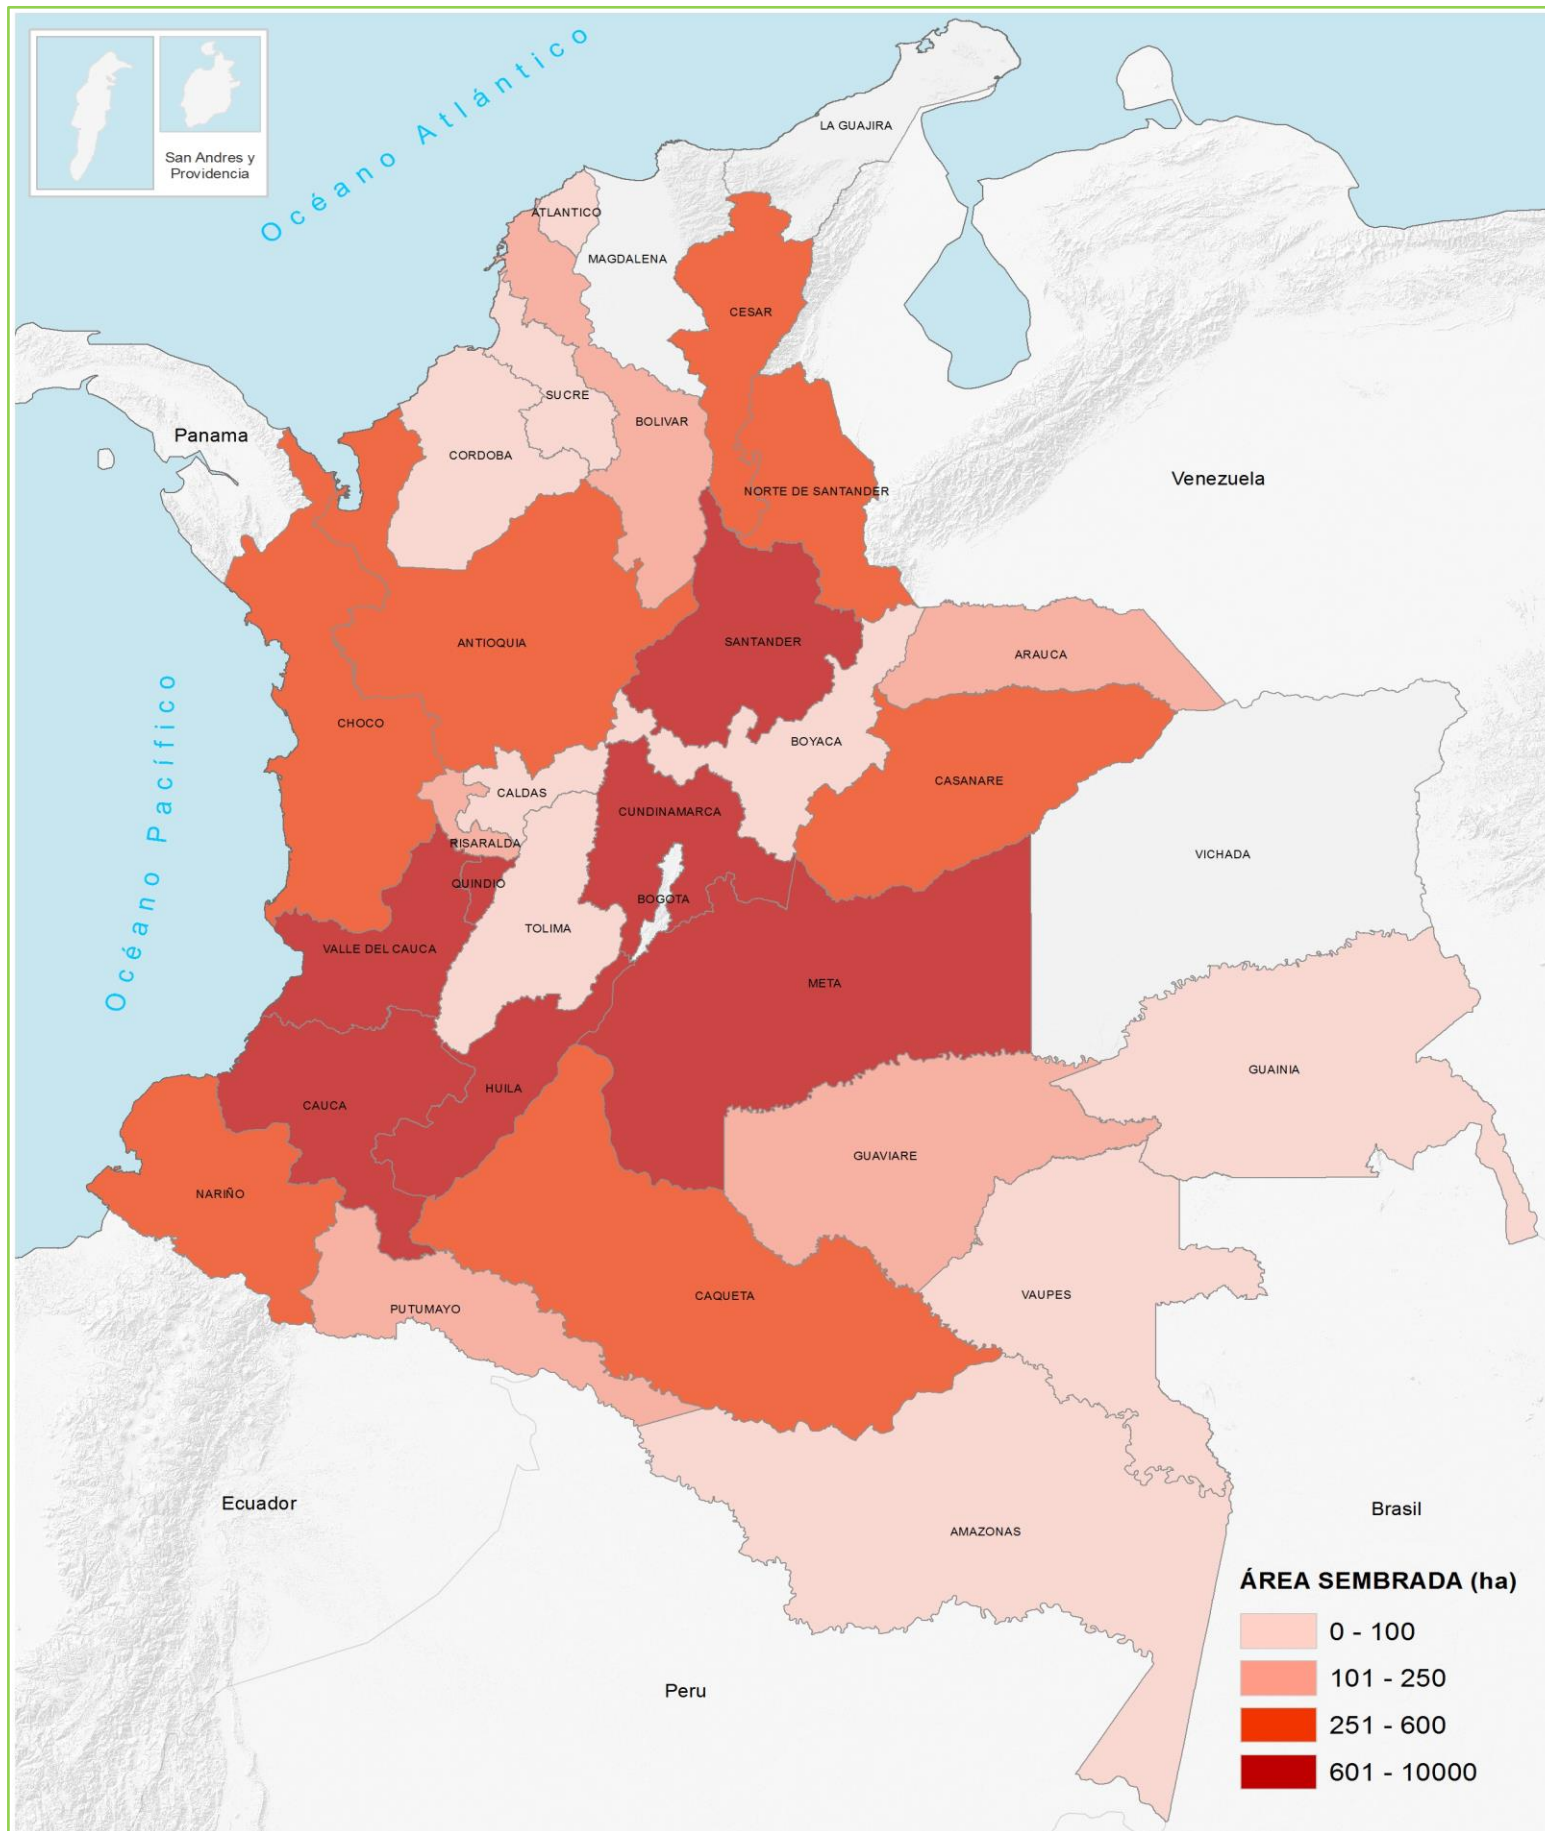 San Andres y
Providencia
Océano Atlántico
LA GUAJIRA
ATLANTICO
MAGDALENA
CESAR
SUCRE
BOLIVAR
Panama
CORDOBA
Venezuela
NORTE DE SANTANDER
ANTIOQUIA
SANTANDER
ARAUCA
Océano Pacífico
CHOCO
BOYACA
CASANARE
CALDAS
CUNDINAMARCA
RISARALDA
VICHADA
QUINDIO
BOGOTA
TOLIMA
VALLE DEL CAUCA
META
GUAINIA
HUILA
CAUCA
GUAVIARE
NARIÑO
VAUPES
CAQUETA
PUTUMAYO
Ecuador
Brasil
AMAZONAS
Peru
ÁREA SEMBRADA (ha)
0 - 100
101 - 250
251 - 600
601 - 10000